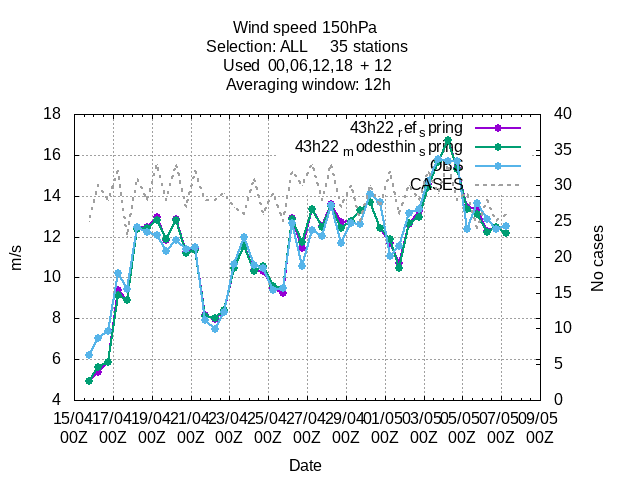 Wind speed 150hPa
Selection: ALL     35 stations
Used  00,06,12,18  + 12
Averaging window: 12h
18 40
16 35
14 30
12 25
10 20
8 15
6 10
4 5
0
43h22 ref spring
43h22 modesthin spring
OBS
CASES
m/s
No cases
15/04 17/04 19/04 21/04 23/04 25/04 27/04 29/04 01/05 03/05 05/05 07/05 09/05
00Z 00Z 00Z 00Z 00Z 00Z 00Z 00Z 00Z 00Z 00Z 00Z 00Z
Date